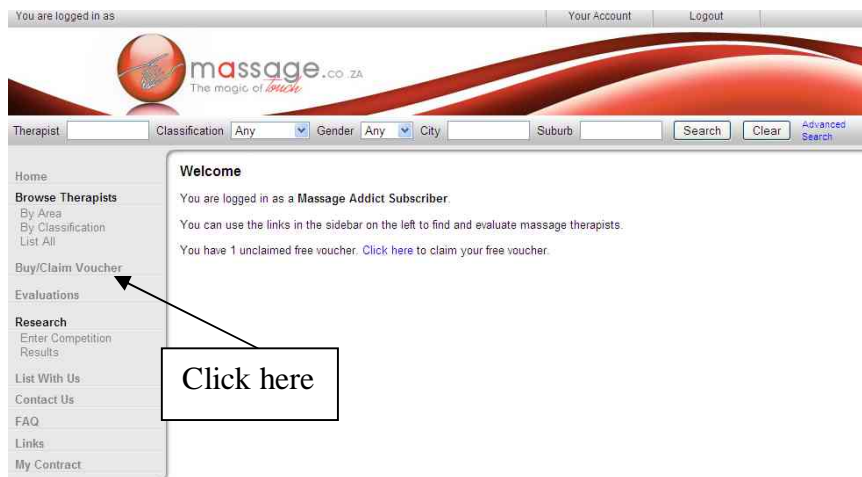 You are logged in as Your Account Logout
massage.co.za
The magic of touch
Therapist Classification Any Gender Any City Suburb Search Clear Advanced Search
Home
Browse Therapists
By Area
By Classification
List All
Buy/Claim Voucher
Evaluations
Research
Enter Competition
Results
List With Us
Contact Us
FAQ
Links
My Contract
Welcome
You are logged in as a Massage Addict Subscriber.
You can use the links in the sidebar on the left to find and evaluate massage therapists.
You have 1 unclaimed free voucher. Click here to claim your free voucher.
Click here